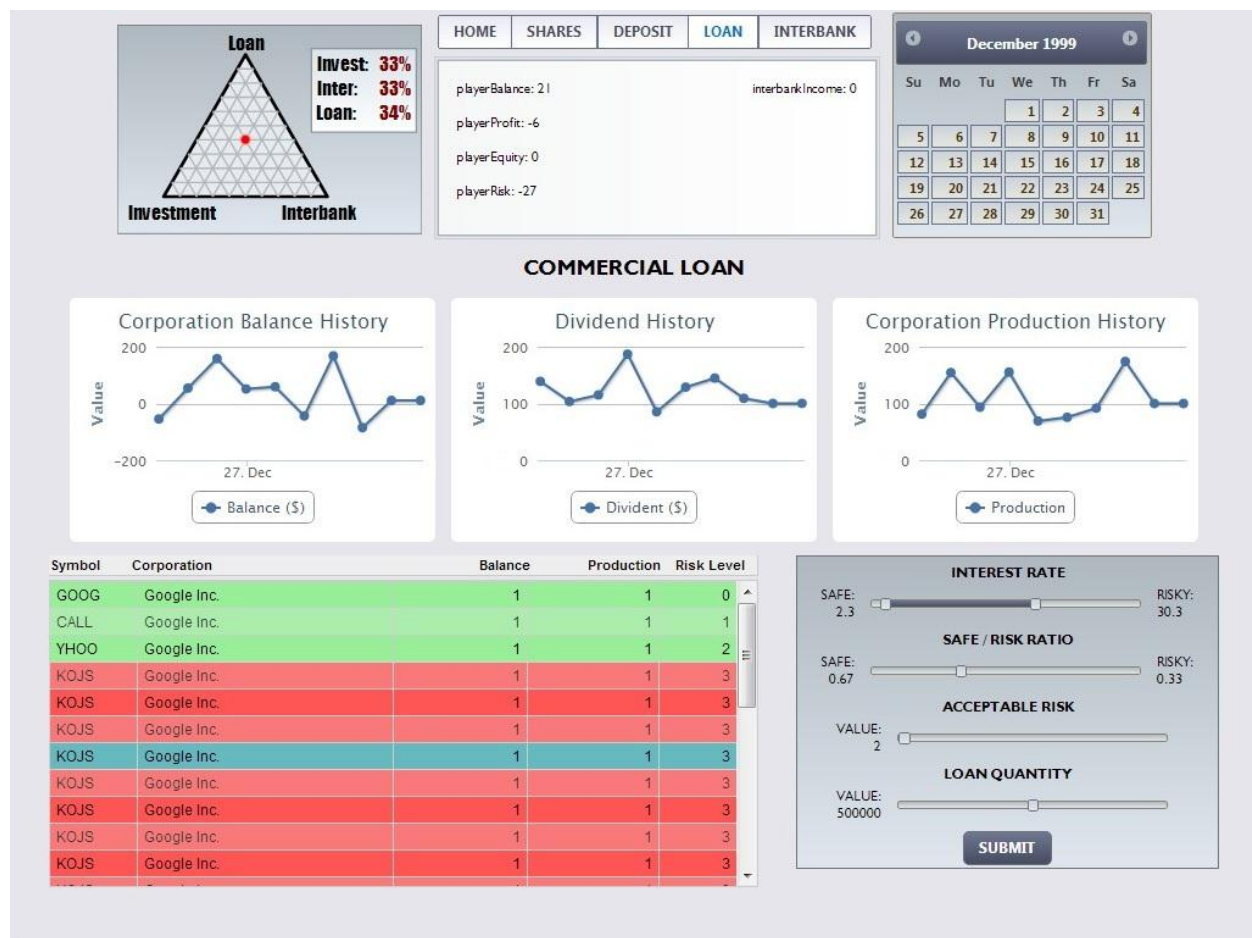 Loan
Invest: 33%
Inter: 33%
Loan: 34%
Investment Interbank
HOME SHARES DEPOSIT LOAN INTERBANK
playerBalance: 21 interbankIncome: 0
playerProfit: -6
playerEquity: 0
playerRisk: -27
December 1999
Su Mo Tu We Th Fr Sa
1 2 3 4
5 6 7 8 9 10 11
12 13 14 15 16 17 18
19 20 21 22 23 24 25
26 27 28 29 30 31
COMMERCIAL LOAN
Corporation Balance History
200
0
-200
Value
27. Dec
Balance ($)
Dividend History
200
100
0
Value
27. Dec
Divident ($)
Corporation Production History
200
100
0
Value
27. Dec
Production
Symbol Corporation Balance Production Risk Level
GOOG Google Inc. 1 1 0
CALL Google Inc. 1 1 1
YHOO Google Inc. 1 1 2
KOJS Google Inc. 1 1 3
KOJS Google Inc. 1 1 3
KOJS Google Inc. 1 1 3
KOJS Google Inc. 1 1 3
KOJS Google Inc. 1 1 3
KOJS Google Inc. 1 1 3
KOJS Google Inc. 1 1 3
KOJS Google Inc. 1 1 3
INTEREST RATE
SAFE: RISKY:
2.3 30.3
SAFE / RISK RATIO
SAFE: RISKY:
0.67 0.33
ACCEPTABLE RISK
VALUE:
2
LOAN QUANTITY
VALUE:
500000
SUBMIT